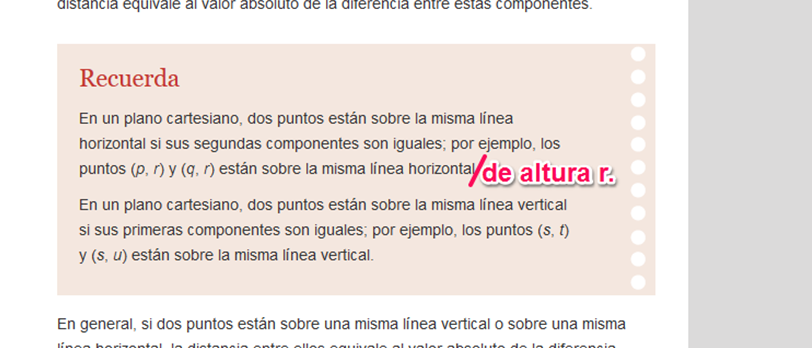 distancia equivale al valor absoluto de la diferencia entre estas componentes.
Recuerda
En un plano cartesiano, dos puntos están sobre la misma línea
horizontal si sus segundas componentes son iguales; por ejemplo, los
puntos (p, r) y (q, r) están sobre la misma línea horizontal/de altura r.
En un plano cartesiano, dos puntos están sobre la misma línea vertical
si sus primeras componentes son iguales; por ejemplo, los puntos (s, t)
y (s, u) están sobre la misma línea vertical.
En general, si dos puntos están sobre una misma línea vertical o sobre una misma
línea horizontal, la distancia entre ellos equivale al valor absoluto de la diferencia